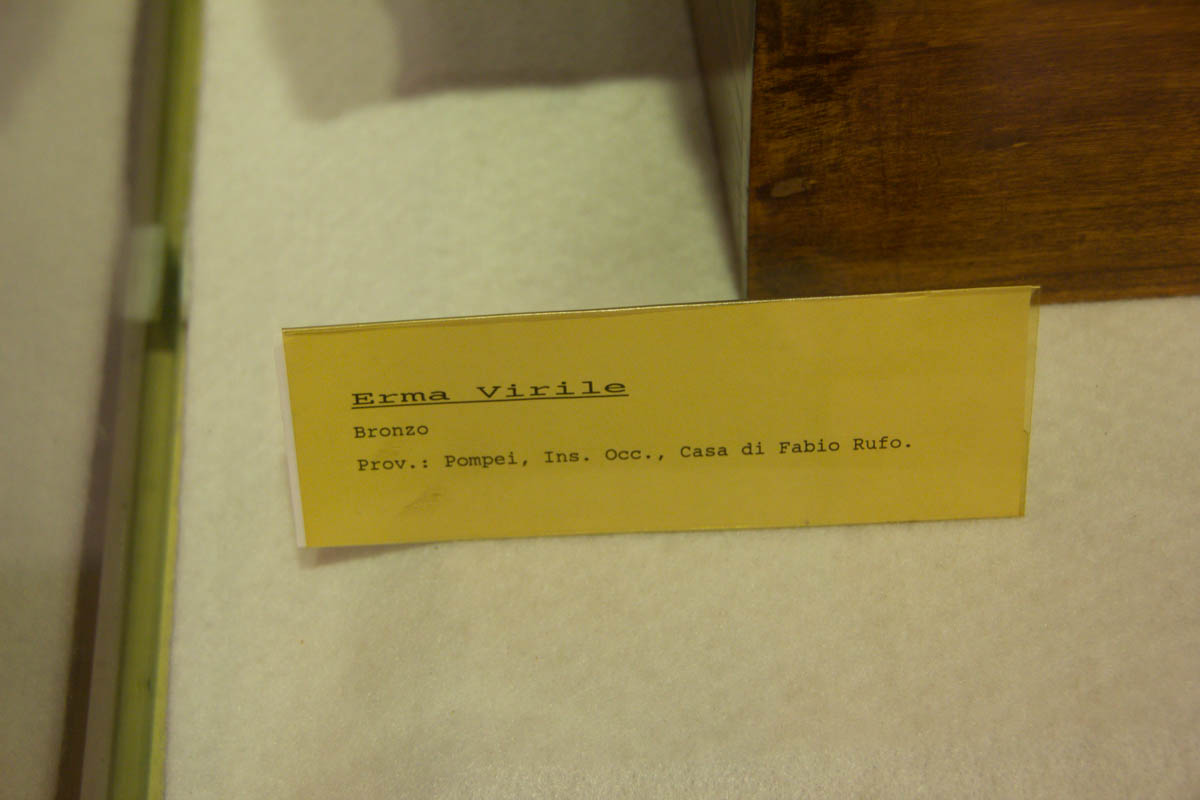 Erma Virile
Bronzo
Prov.: Pompei, Ins. Occ., Casa di Fabio Rufo.